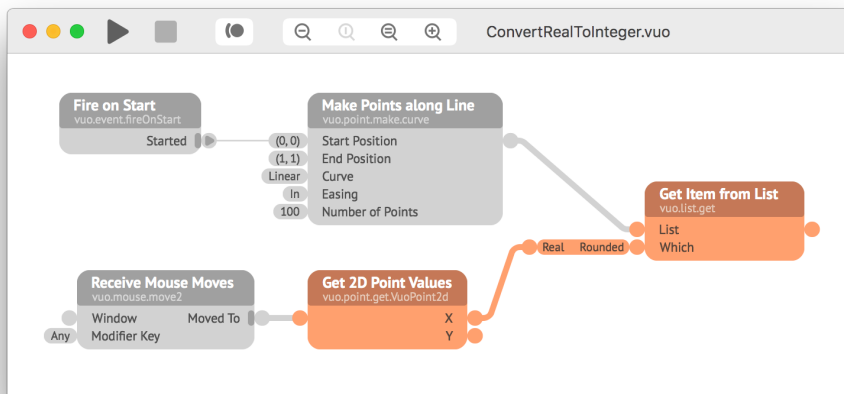 ConvertRealToInteger.vuo
Fire on Start
vuo.event.fireOnStart
Started
Make Points along Line
vuo.point.make.curve
(0, 0) Start Position
(1, 1) End Position
Linear Curve
In Easing
100 Number of Points
Get Item from List
vuo.list.get
List
Real Rounded Which
Receive Mouse Moves
vuo.mouse.move2
Window Moved To
Any Modifier Key
Get 2D Point Values
vuo.point.get.VuoPoint2d
X
Y